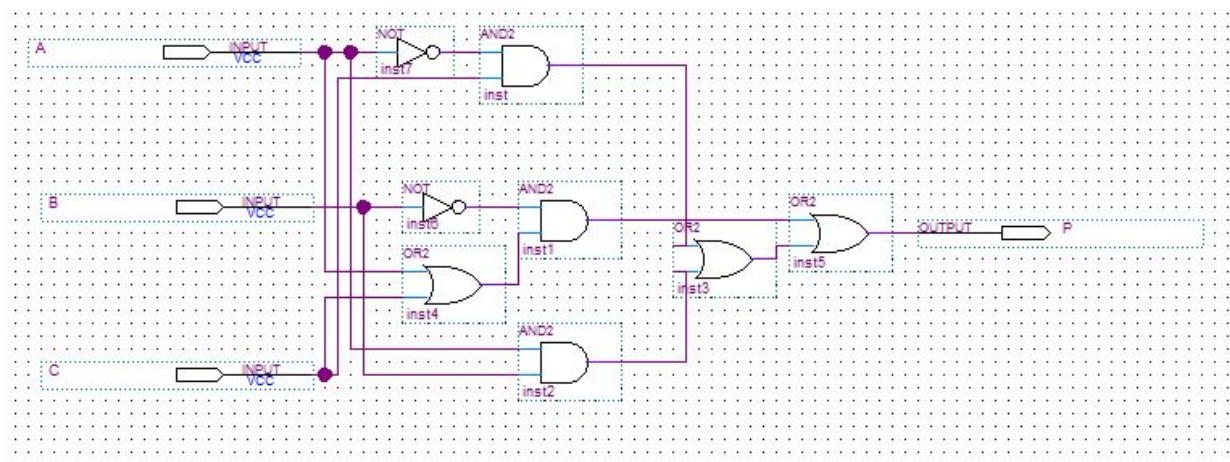 A
INPUT
VCC
NOT
inst7
AND2
inst
B
INPUT
VCC
NOT
inst6
AND2
inst1
OR2
inst4
OR2
inst3
OR2
inst5
OUTPUT
P
C
INPUT
VCC
AND2
inst2